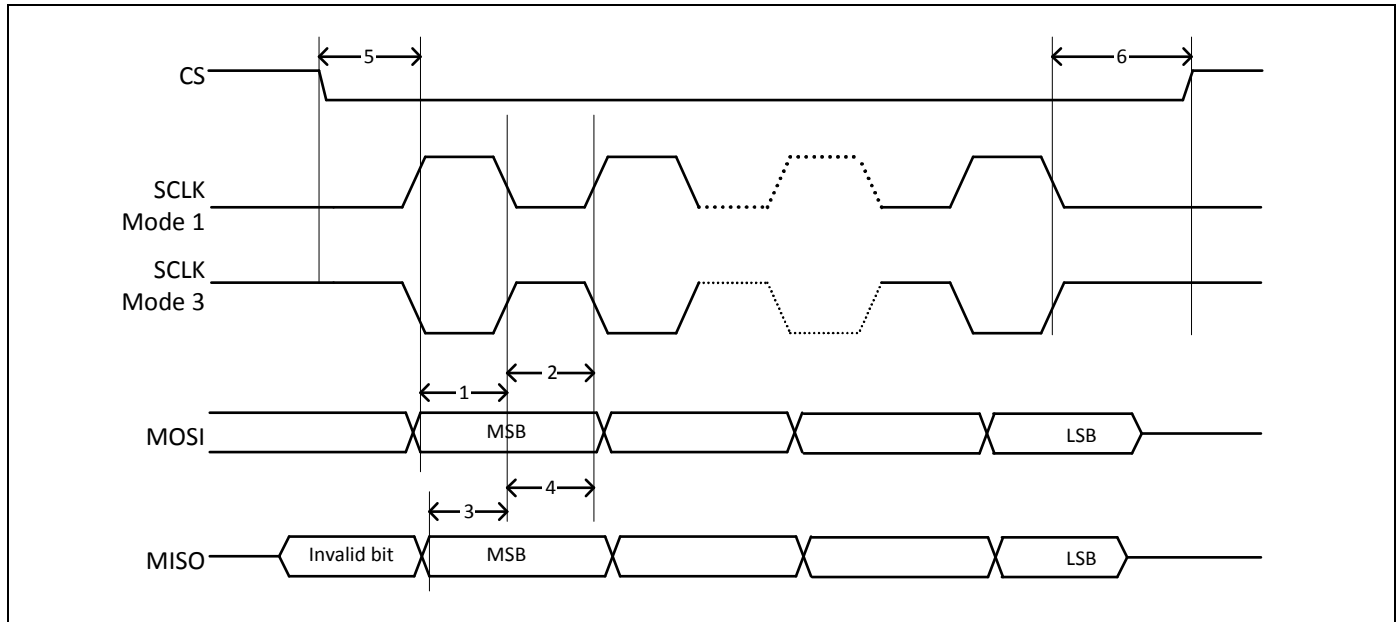 5
6
CS
SCLK
Mode 1
SCLK
Mode 3
2
1
MOSI
MSB
LSB
4
3
MISO
Invalid bit
MSB
LSB